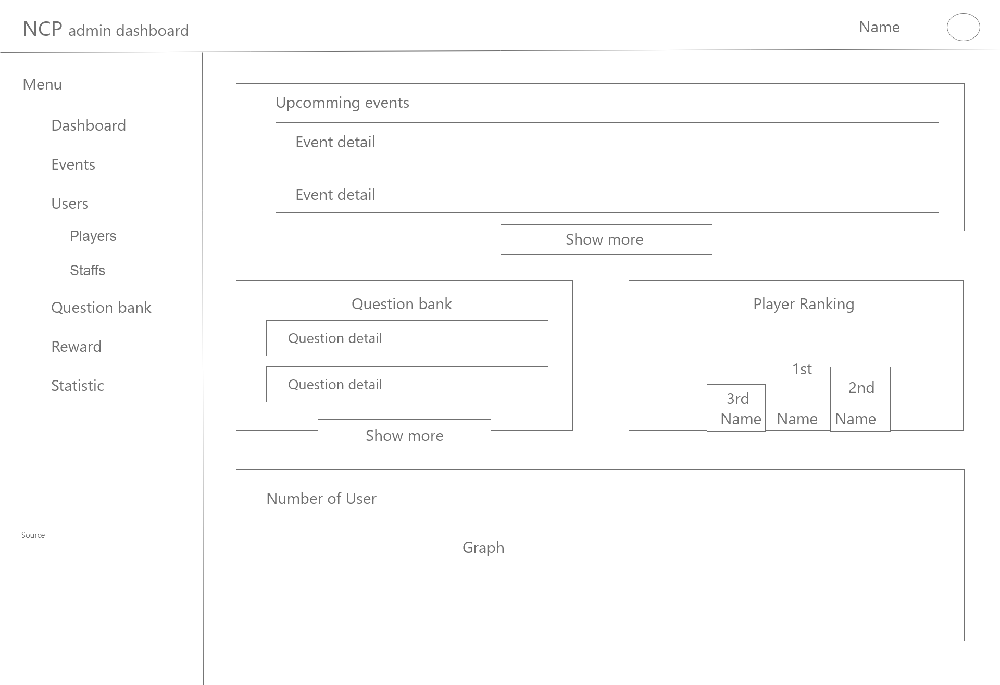 NCP admin dashboard
Name
Menu
Dashboard
Events
Users
Players
Staffs
Question bank
Reward
Statistic
Source
Upcomming events
Event detail
Event detail
Show more
Question bank
Question detail
Question detail
Show more
Player Ranking
1st
2nd
3rd
Name Name Name
Number of User
Graph